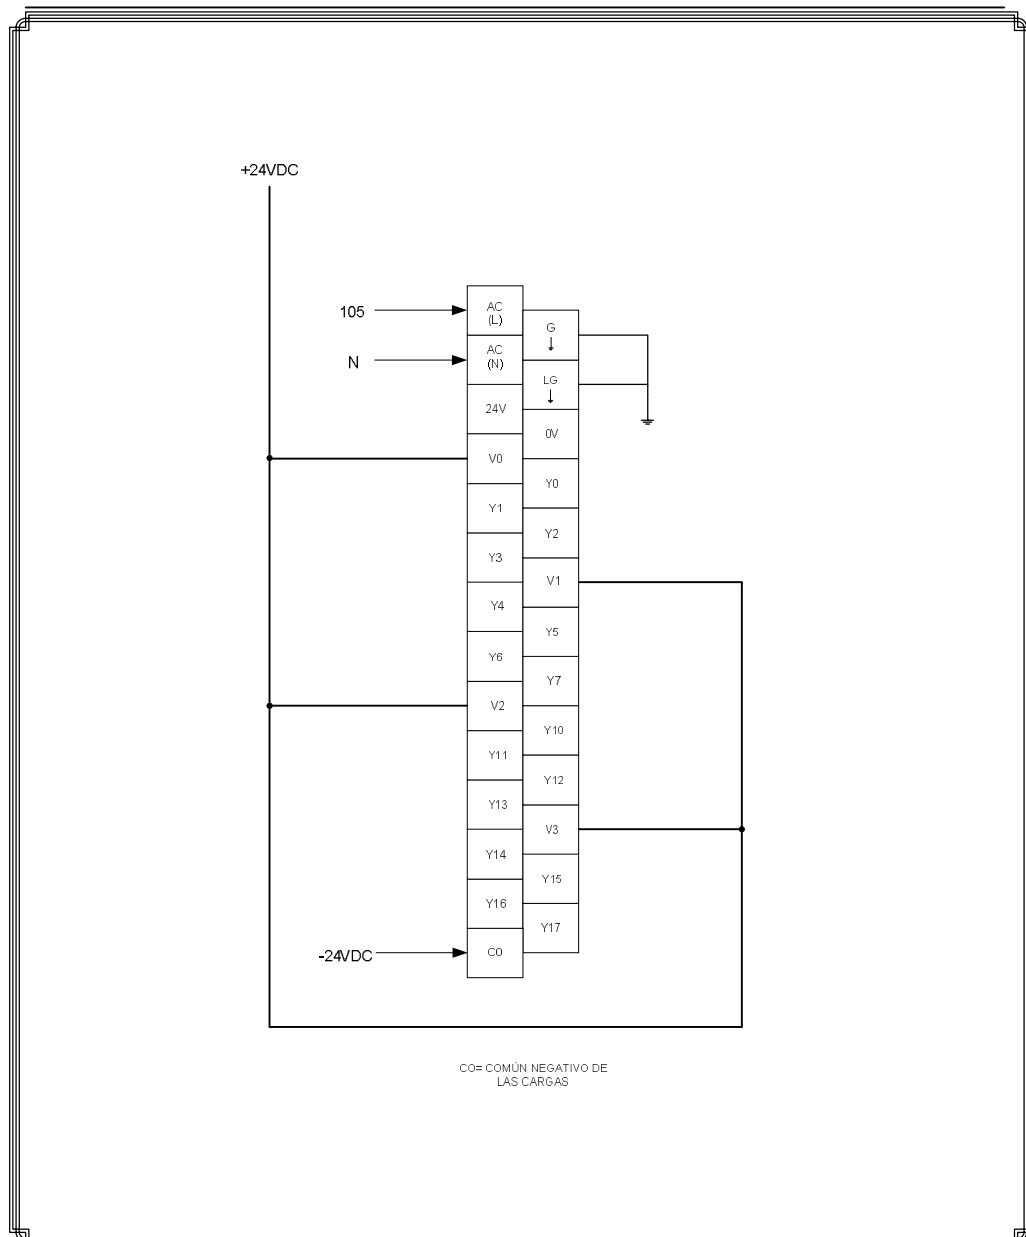 +24VDC
105
AC
(L)
G
N
AC
(N)
LG
24V
0V
V0
Y0
Y1
Y2
Y3
V1
Y4
Y5
Y6
Y7
V2
Y10
Y11
Y12
Y13
V3
Y14
Y15
Y16
Y17
-24VDC
C0
CO= COMÚN NEGATIVO DE
LAS CARGAS